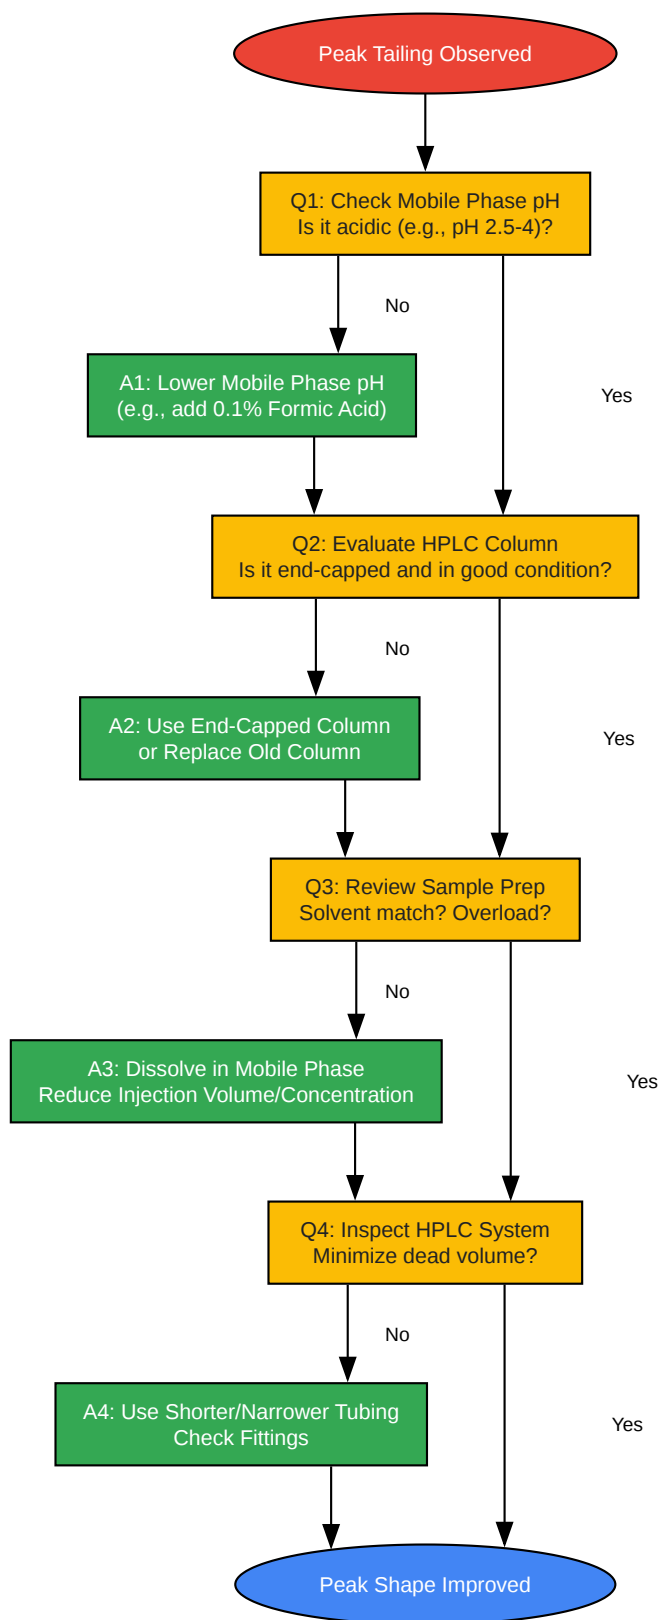 Peak Tailing Observed
Q1: Check Mobile Phase pH
Is it acidic (e.g., pH 2.5-4)?
No
A1: Lower Mobile Phase pH
(e.g., add 0.1% Formic Acid)
Yes
Q2: Evaluate HPLC Column
Is it end-capped and in good condition?
No
A2: Use End-Capped Column
or Replace Old Column
Yes
Q3: Review Sample Prep
Solvent match? Overload?
No
A3: Dissolve in Mobile Phase
Reduce Injection Volume/Concentration
Yes
Q4: Inspect HPLC System
Minimize dead volume?
No
A4: Use Shorter/Narrower Tubing
Check Fittings
Yes
Peak Shape Improved